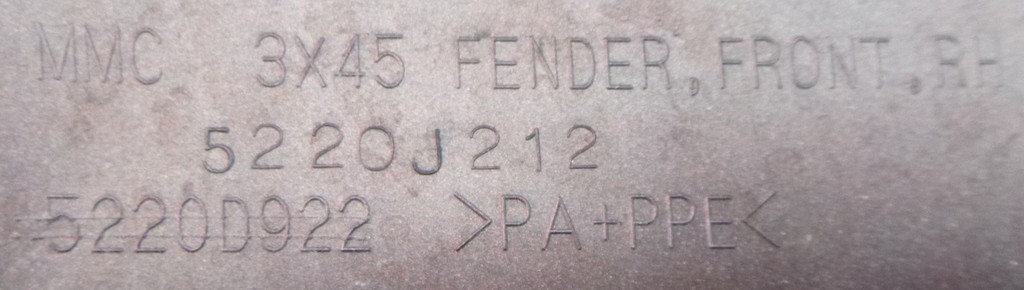 MMC 3X45 FENDER,FRONT,RH
5220J212
5220D922 >PA+PPE<